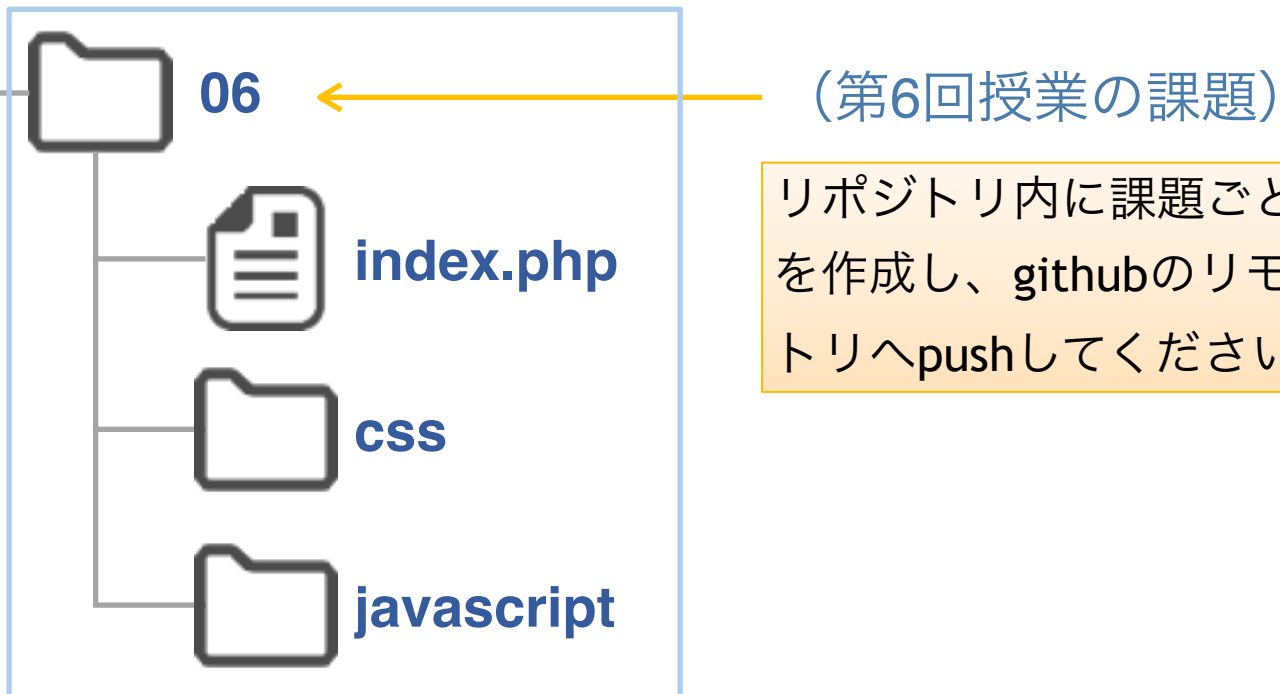 06
（第6回授業の課題）
index.php
css
javascript
リポジトリ内に課題ごと
を作成し、githubのリモ
トリへpushしてください